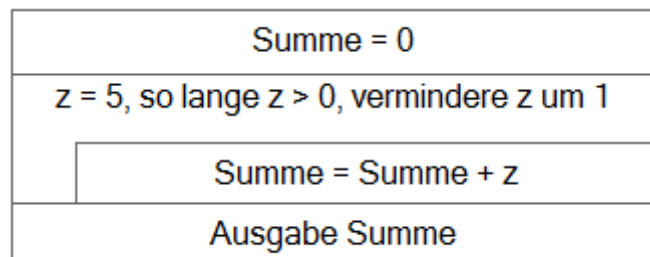 Summe = 0
z = 5, so lange z > 0, vermindere z um 1
Summe = Summe + z
Ausgabe Summe